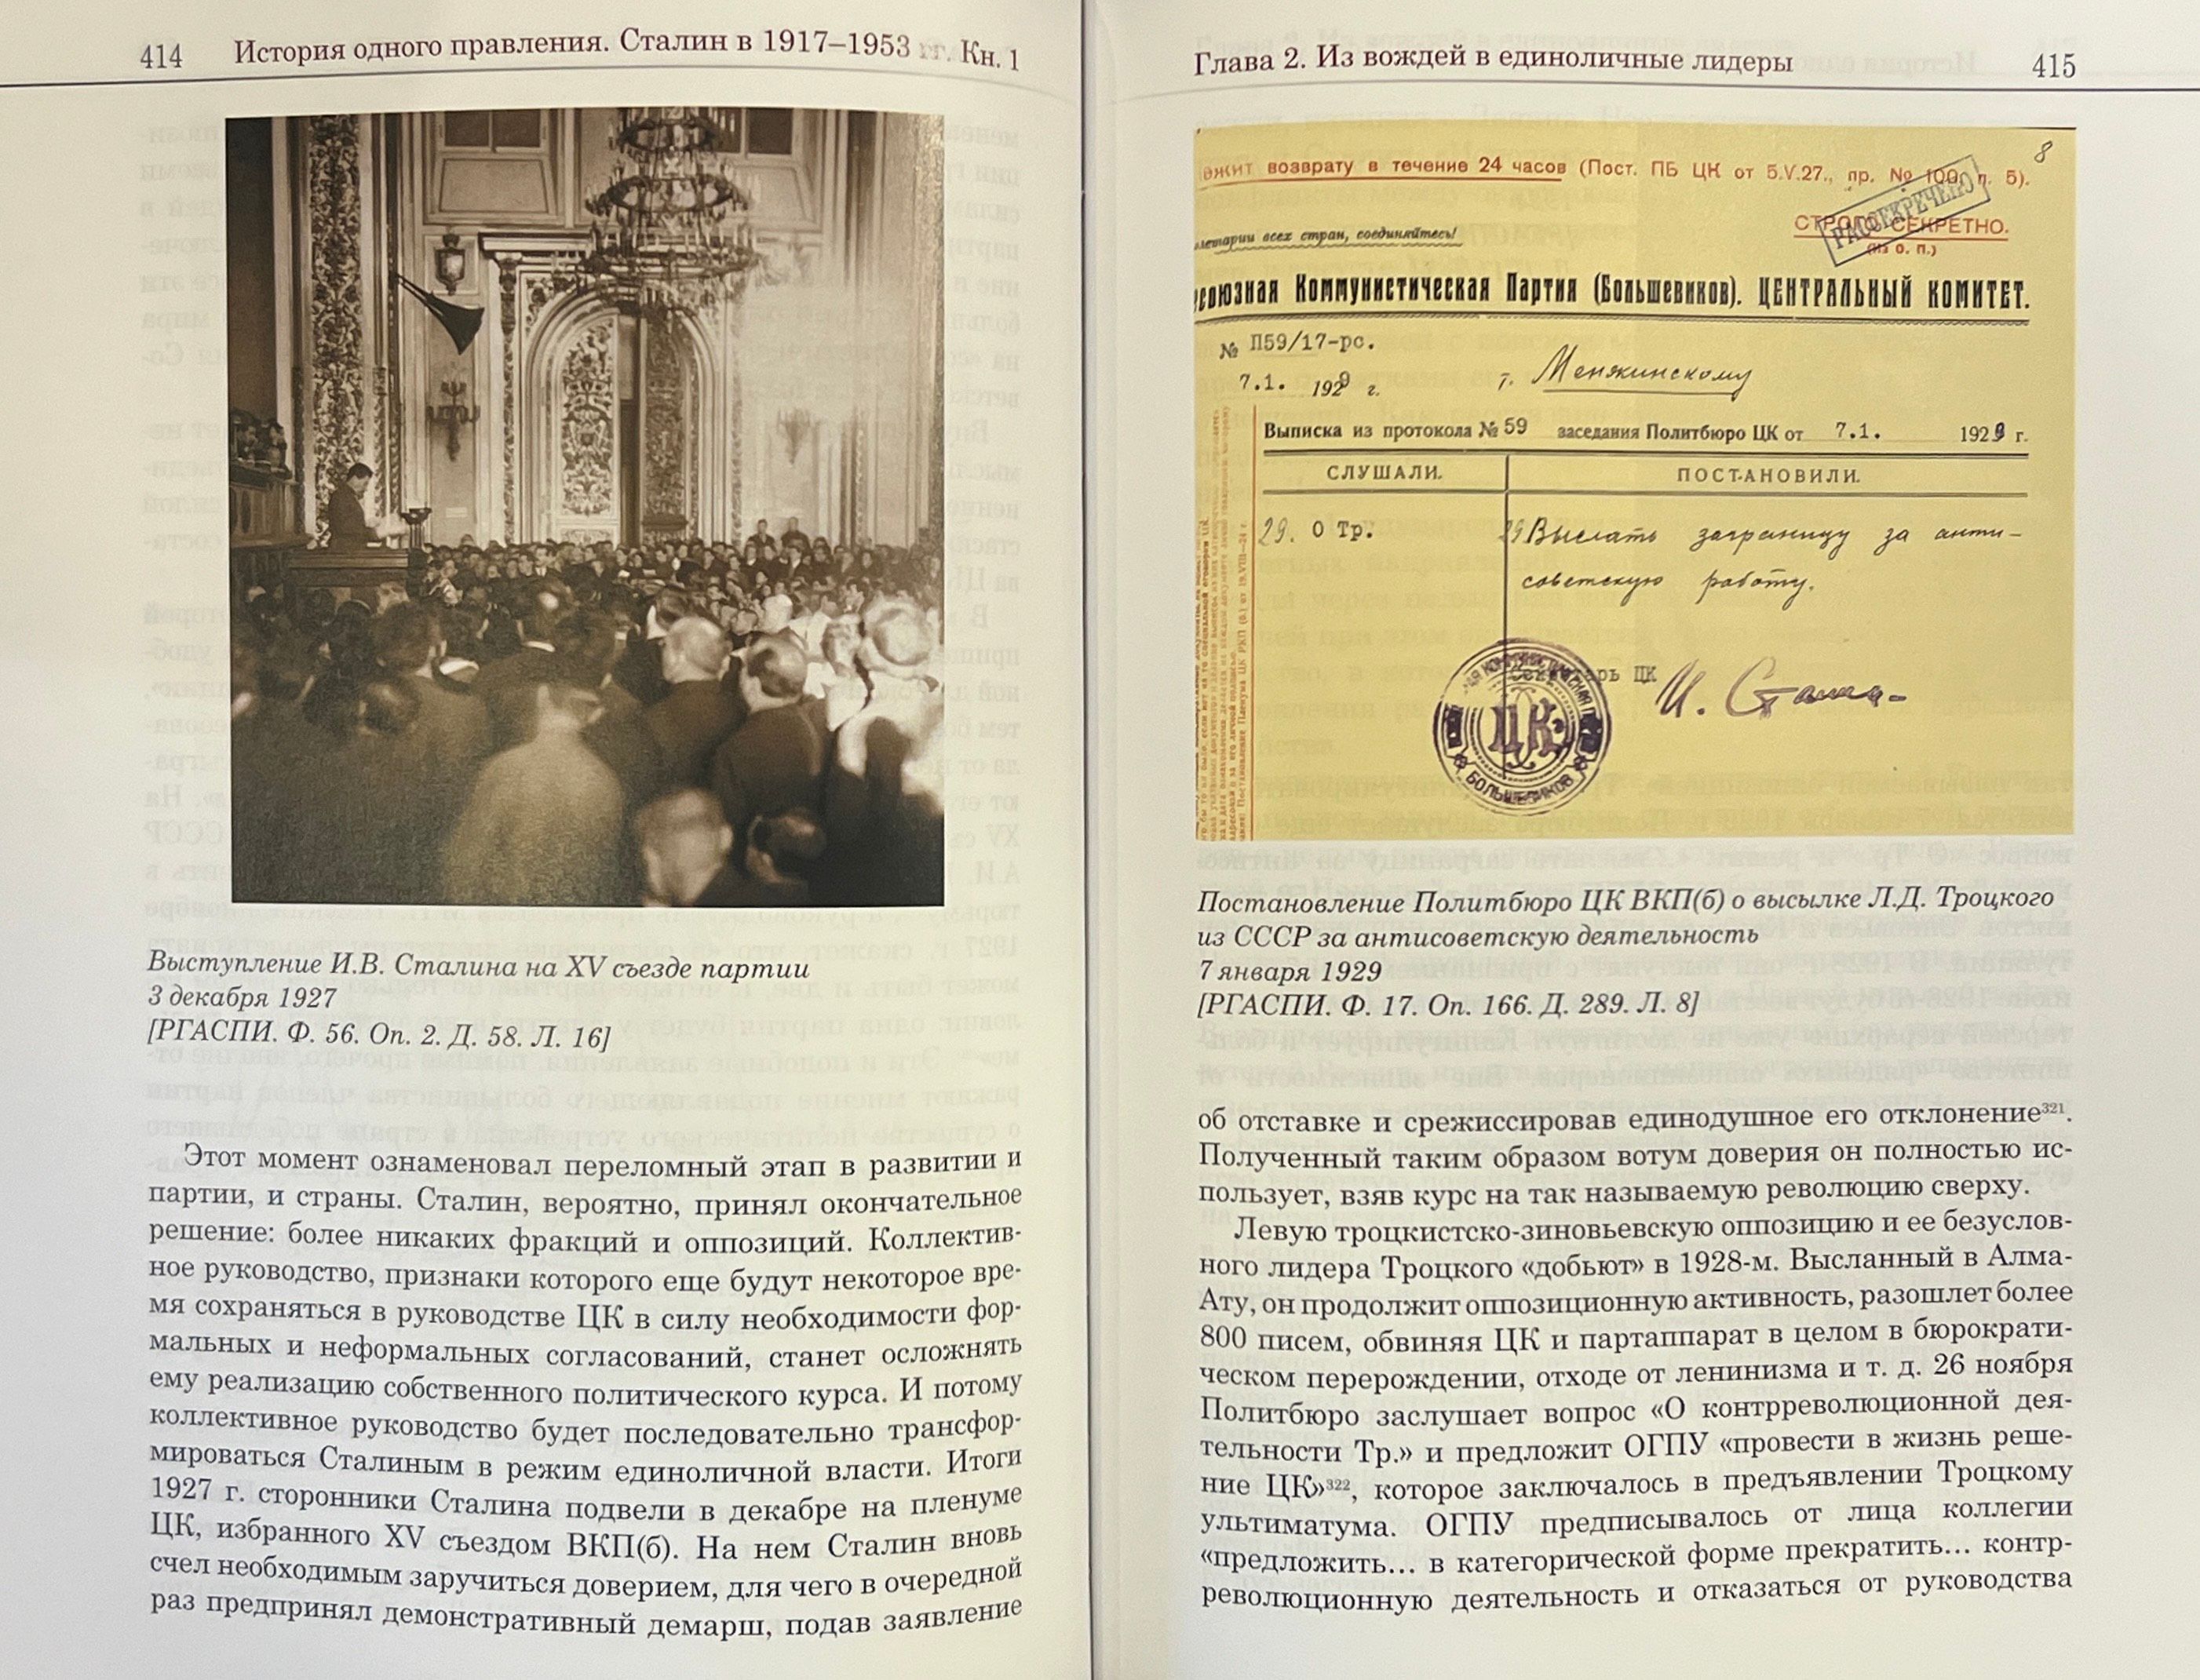 414 История одного правления. Сталин в 1917–1953 гг. Кн. 1
Выступление И.В. Сталина на XV съезде партии
3 декабря 1927
[РГАСПИ. Ф. 56. Оп. 2. Д. 58. Л. 16]
Этот момент ознаменовал переломный этап в развитии и
партии, и страны. Сталин, вероятно, принял окончательное
решение: более никаких фракций и оппозиций. Коллектив-
ное руководство, признаки которого еще будут некоторое вре-
мя сохраняться в руководстве ЦК в силу необходимости фор-
мальных и неформальных согласований, станет осложнять
ему реализацию собственного политического курса. И потому
коллективное руководство будет последовательно трансфор-
мироваться Сталиным в режим единоличной власти. Итоги
1927 г. сторонники Сталина подвели в декабре на пленуме
ЦК, избранного XV съездом ВКП(б). На нем Сталин вновь
счел необходимым заручиться доверием, для чего в очередной
раз предпринял демонстративный демарш, подав заявление
Глава 2. Из вождей в единоличные лидеры 415
8
возврату в течение 24 часов (Пост. ПБ ЦК от 5.V.27., пр. № 100, п. 5).
РАССЕКРЕЧЕНО
СТРОГО СЕКРЕТНО.
(Из О. П.)
всех стран, соединяйтесь!
Коммунистическая Партия (Большевиков). ЦЕНТРАЛЬНЫЙ КОМИТЕТ.
№ П59/17-рс.
7.1. 1929 г. т. Менжинскому
Выписка из протокола № 59 заседания Политбюро ЦК от 7.1. 1929 г.
СЛУШАЛИ. ПОСТАНОВИЛИ.
29. О Тр. 29 Выслать заграницу за анти-
советскую работу.
Секретарь ЦК И. Сталин
ЦК
БОЛЬШЕВИКОВ
Постановление Политбюро ЦК ВКП(б) о высылке Л.Д. Троцкого
из СССР за антисоветскую деятельность
7 января 1929
[РГАСПИ. Ф. 17. Оп. 166. Д. 289. Л. 8]
об отставке и срежиссировав единодушное его отклонение³²¹.
Полученный таким образом вотум доверия он полностью ис-
пользует, взяв курс на так называемую революцию сверху.
Левую троцкистско-зиновьевскую оппозицию и ее безуслов-
ного лидера Троцкого «добьют» в 1928-м. Высланный в Алма-
Ату, он продолжит оппозиционную активность, разошлет более
800 писем, обвиняя ЦК и партаппарат в целом в бюрократи-
ческом перерождении, отходе от ленинизма и т. д. 26 ноября
Политбюро заслушает вопрос «О контрреволюционной дея-
тельности Тр.» и предложит ОГПУ «провести в жизнь реше-
ние ЦК»³²², которое заключалось в предъявлении Троцкому
ультиматума. ОГПУ предписывалось от лица коллегии
«предложить... в категорической форме прекратить... контр-
революционную деятельность и отказаться от руководства